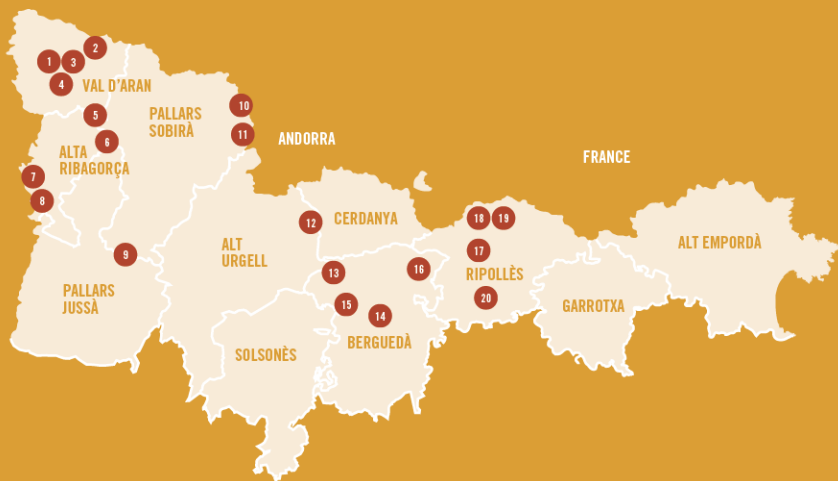 2
1
3
4
VAL D'ARAN
PALLARS
SOBIRÀ
10
5
11
ANDORRA
6
ALTA
RIBAGORÇA
FRANCE
7
8
12
CERDANYA
18
19
ALT
URGELL
17
ALT EMPORDÀ
9
13
16
RIPOLLÈS
PALLARS
JUSSÀ
15
14
20
GARROTXA
BERGUEDÀ
SOLSONÈS